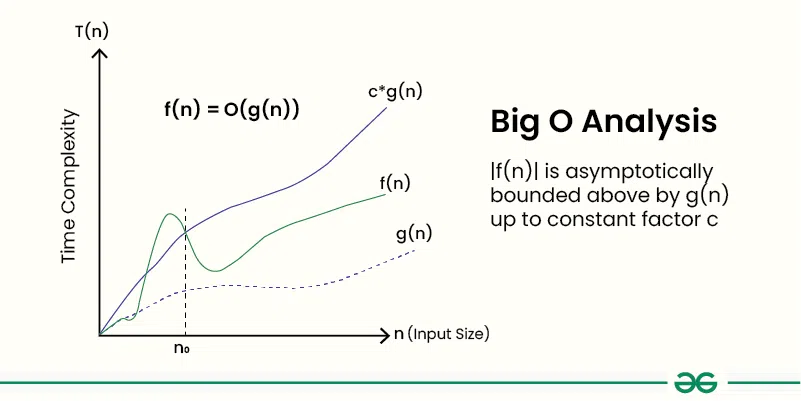 T(n)
Time Complexity
f(n) = O(g(n))
c*g(n)
f(n)
g(n)
n₀
n (Input Size)
Big O Analysis
|f(n)| is asymptotically
bounded above by g(n)
up to constant factor c